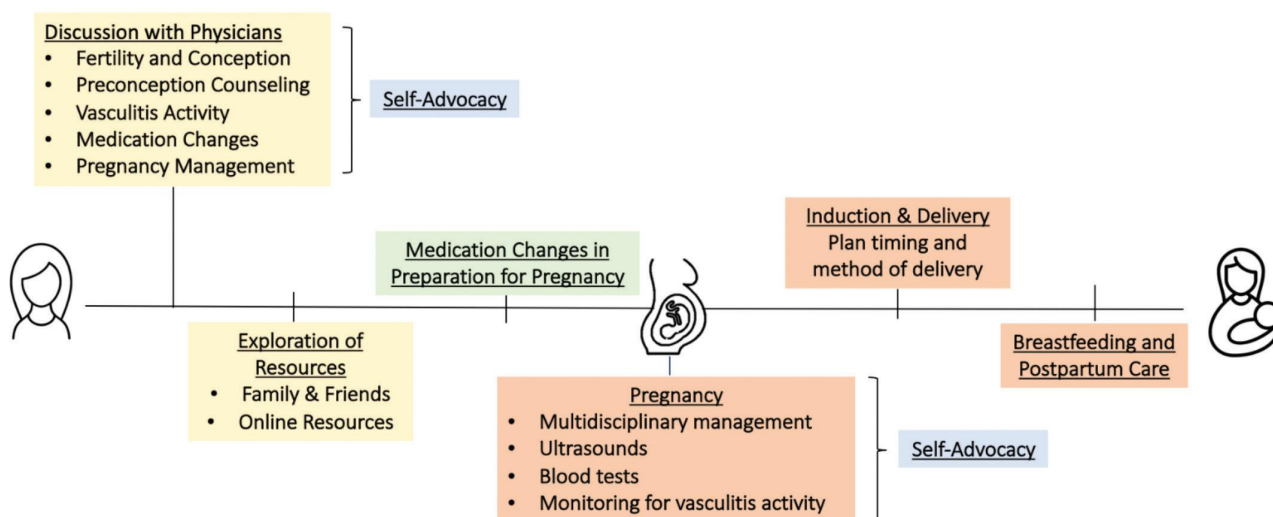 Discussion with Physicians
• Fertility and Conception
• Preconception Counseling
• Vasculitis Activity
• Medication Changes
• Pregnancy Management
Self-Advocacy
Exploration of
Resources
• Family & Friends
• Online Resources
Medication Changes in
Preparation for Pregnancy
Pregnancy
• Multidisciplinary management
• Ultrasounds
• Blood tests
• Monitoring for vasculitis activity
Self-Advocacy
Induction & Delivery
Plan timing and
method of delivery
Breastfeeding and
Postpartum Care